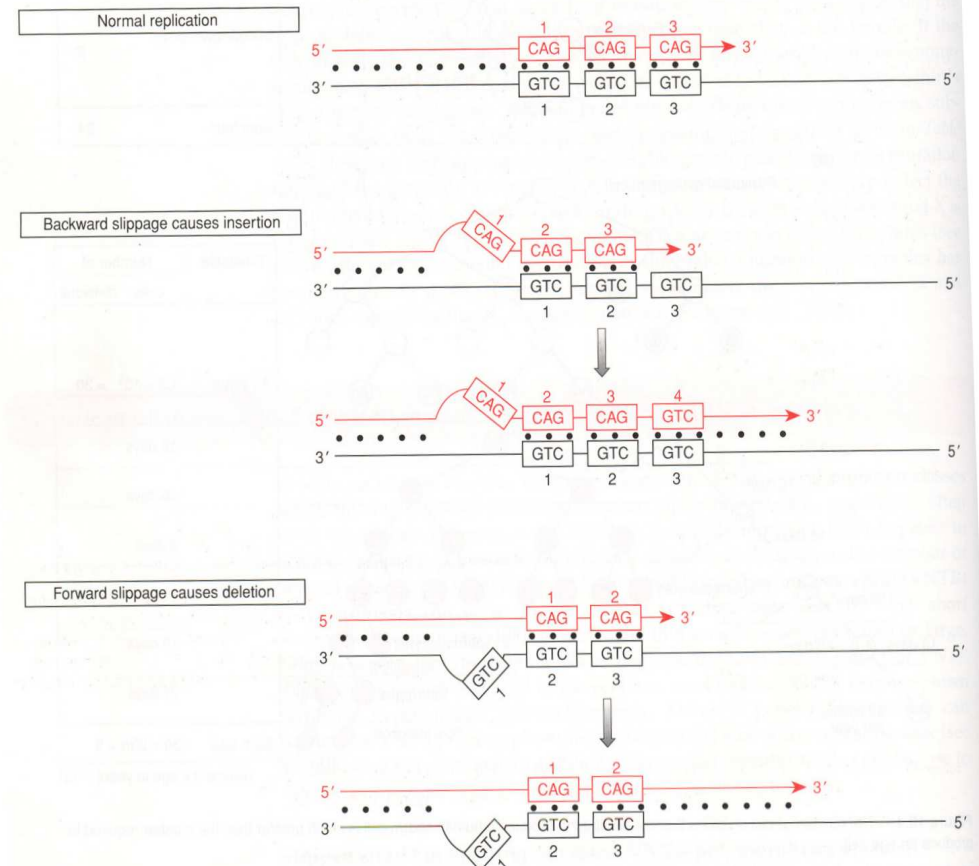 Normal replication
1 2 3
5′ CAG CAG CAG 3′
3′ GTC GTC GTC 5′
1 2 3
Backward slippage causes insertion
1 2 3
5′ CAG CAG CAG 3′
3′ GTC GTC GTC 5′
1 2 3
1 2 3 4
5′ CAG CAG CAG GTC 3′
3′ GTC GTC GTC 5′
1 2 3
Forward slippage causes deletion
1 2
5′ CAG CAG 3′
3′ GTC GTC GTC 5′
1 2 3
1 2
5′ CAG CAG 3′
3′ GTC GTC GTC 5′
1 2 3